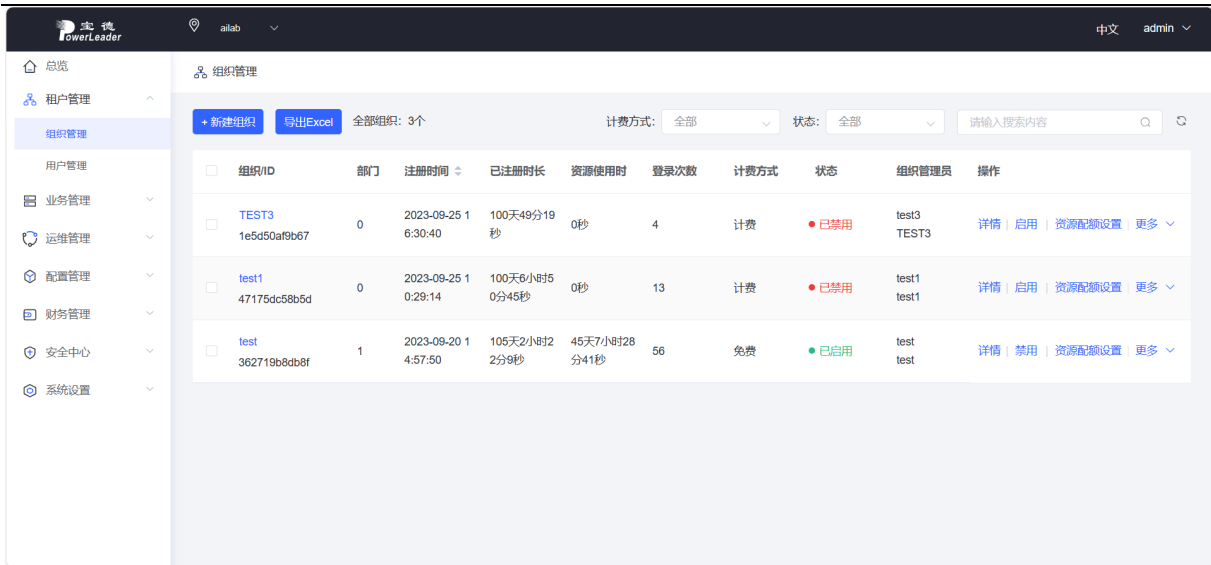 宝德
PowerLeader
ailab
中文 admin
总览
租户管理
组织管理
用户管理
业务管理
运维管理
配置管理
财务管理
安全中心
系统设置
组织管理
+ 新建组织 导出Excel 全部组织：3个 计费方式： 全部 状态： 全部 请输入搜索内容
组织/ID 部门 注册时间 已注册时长 资源使用时 登录次数 计费方式 状态 组织管理员 操作
TEST3 2023-09-25 1 100天49分19 test3
0 0秒 4 计费 已禁用 详情 启用 资源配额设置 更多
1e5d50af9b67 6:30:40 秒 TEST3
test1 2023-09-25 1 100天6小时5 test1
0 0秒 13 计费 已禁用 详情 启用 资源配额设置 更多
47175dc58b5d 0:29:14 0分45秒 test1
test 2023-09-20 1 105天2小时2 45天7小时28 test
1 56 免费 已启用 详情 禁用 资源配额设置 更多
362719b8db8f 4:57:50 2分9秒 分41秒 test